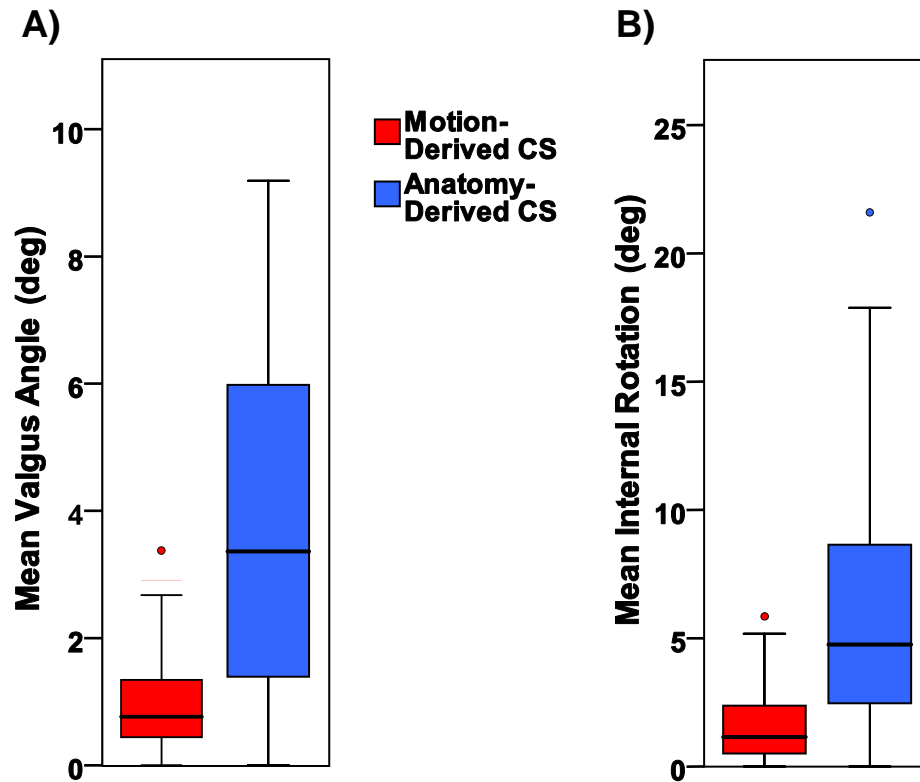 A)
Mean Valgus Angle (deg)
10
8
6
4
2
0
Motion-
Derived CS
Anatomy-
Derived CS
B)
Mean Internal Rotation (deg)
25
20
15
10
5
0